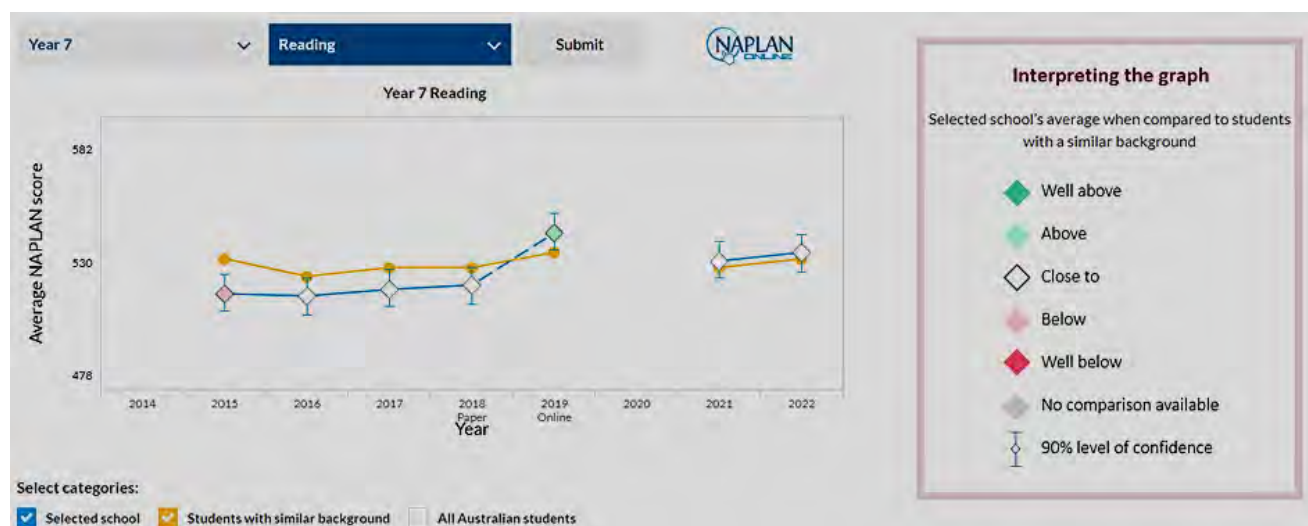 Year 7
Reading
Submit
NAPLAN
ONLINE
Year 7 Reading
Average NAPLAN score
582
530
478
2014
2015
2016
2017
2018
Paper
2019
Online
2020
2021
2022
Year
Select categories:
Selected school
Students with similar background
All Australian students
Interpreting the graph
Selected school's average when compared to students
with a similar background
Well above
Above
Close to
Below
Well below
No comparison available
90% level of confidence